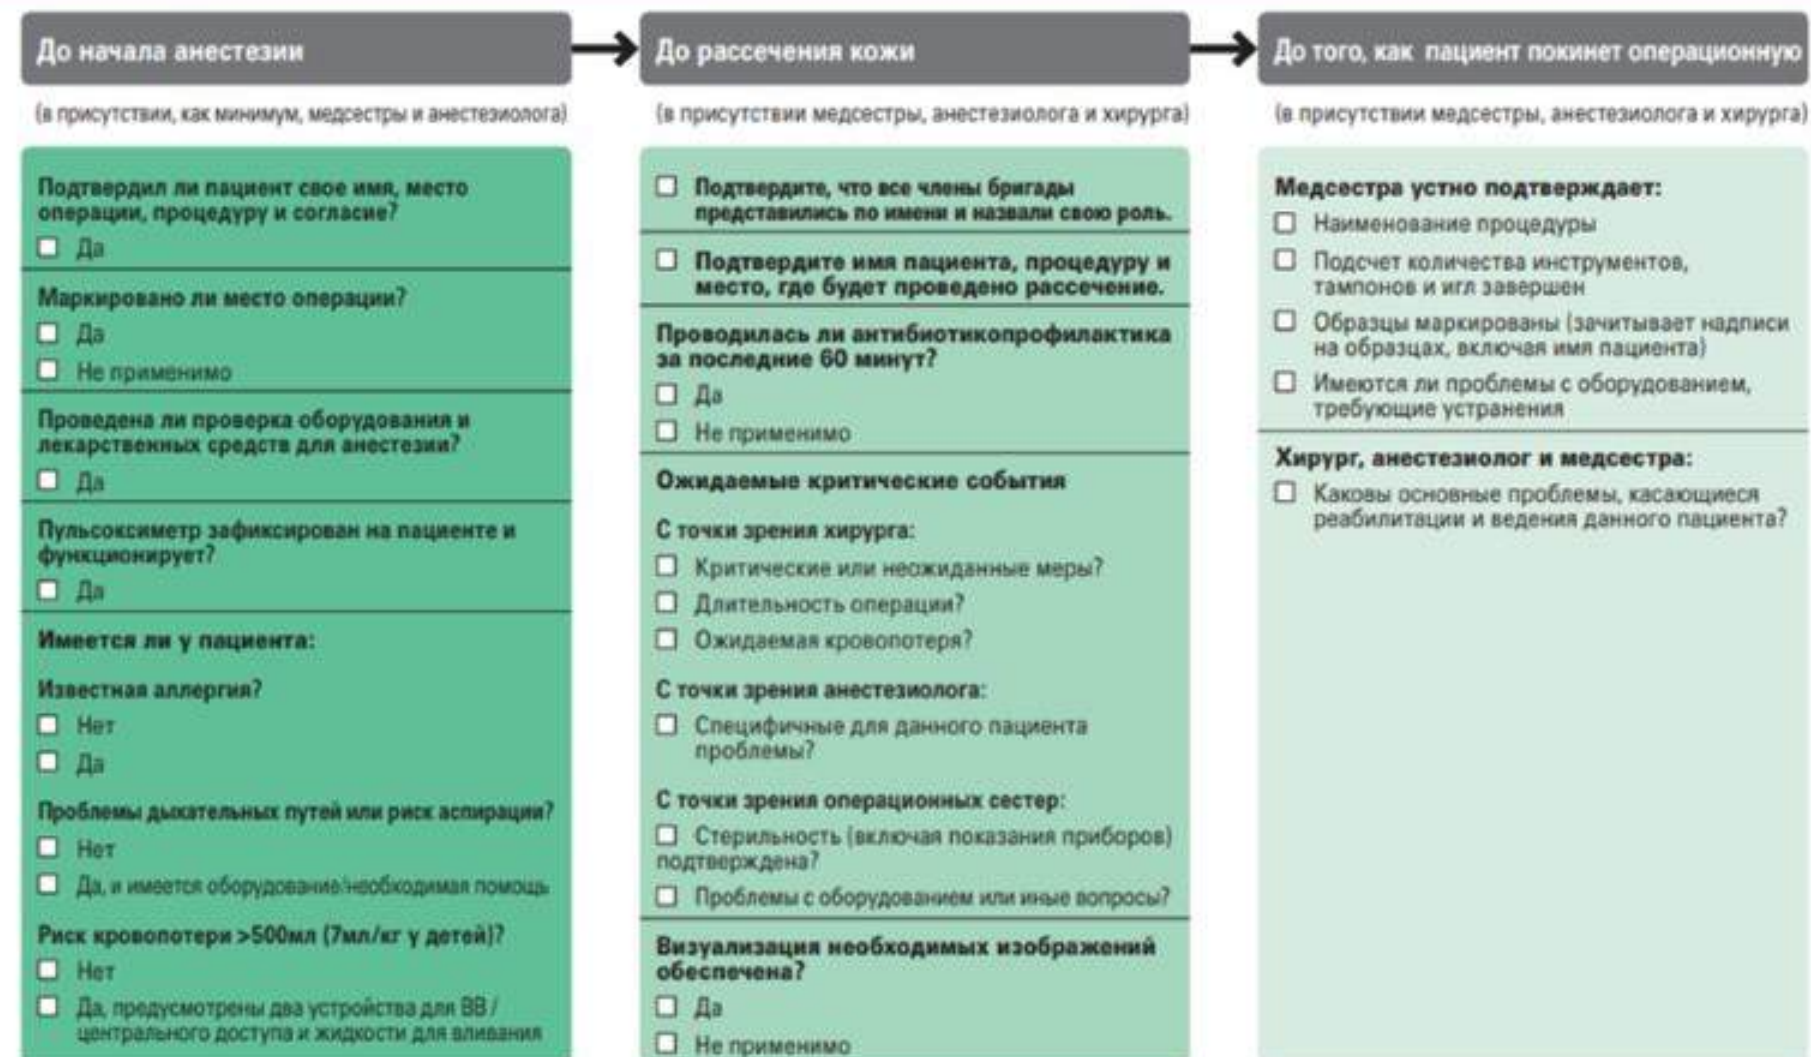 До начала анестезии
(в присутствии, как минимум, медсестры и анестезиолога)
Подтвердил ли пациент свое имя, место
операции, процедуру и согласие?
Да
Маркировано ли место операции?
Да
Не применимо
Проведена ли проверка оборудования и
лекарственных средств для анестезии?
Да
Пульсоксиметр зафиксирован на пациенте и
функционирует?
Да
Имеется ли у пациента:
Известная аллергия?
Нет
Да
Проблемы дыхательных путей или риск аспирации?
Нет
Да, и имеется оборудование/необходимая помощь
Риск кровопотери >500мл (7мл/кг у детей)?
Нет
Да, предусмотрены два устройства для ВВ /
центрального доступа и жидкости для вливания
До рассечения кожи
(в присутствии медсестры, анестезиолога и хирурга)
Подтвердите, что все члены бригады
представились по имени и назвали свою роль.
Подтвердите имя пациента, процедуру и
место, где будет проведено рассечение.
Проводилась ли антибиотикопрофилактика
за последние 60 минут?
Да
Не применимо
Ожидаемые критические события
С точки зрения хирурга:
Критические или неожиданные меры?
Длительность операции?
Ожидаемая кровопотеря?
С точки зрения анестезиолога:
Специфичные для данного пациента
проблемы?
С точки зрения операционных сестер:
Стерильность (включая показания приборов)
подтверждена?
Проблемы с оборудованием или иные вопросы?
Визуализация необходимых изображений
обеспечена?
Да
Не применимо
До того, как пациент покинет операционную
(в присутствии медсестры, анестезиолога и хирурга)
Медсестра устно подтверждает:
Наименование процедуры
Подсчет количества инструментов,
тампонов и игл завершен
Образцы маркированы (зачитывает надписи
на образцах, включая имя пациента)
Имеются ли проблемы с оборудованием,
требующие устранения
Хирург, анестезиолог и медсестра:
Каковы основные проблемы, касающиеся
реабилитации и ведения данного пациента?